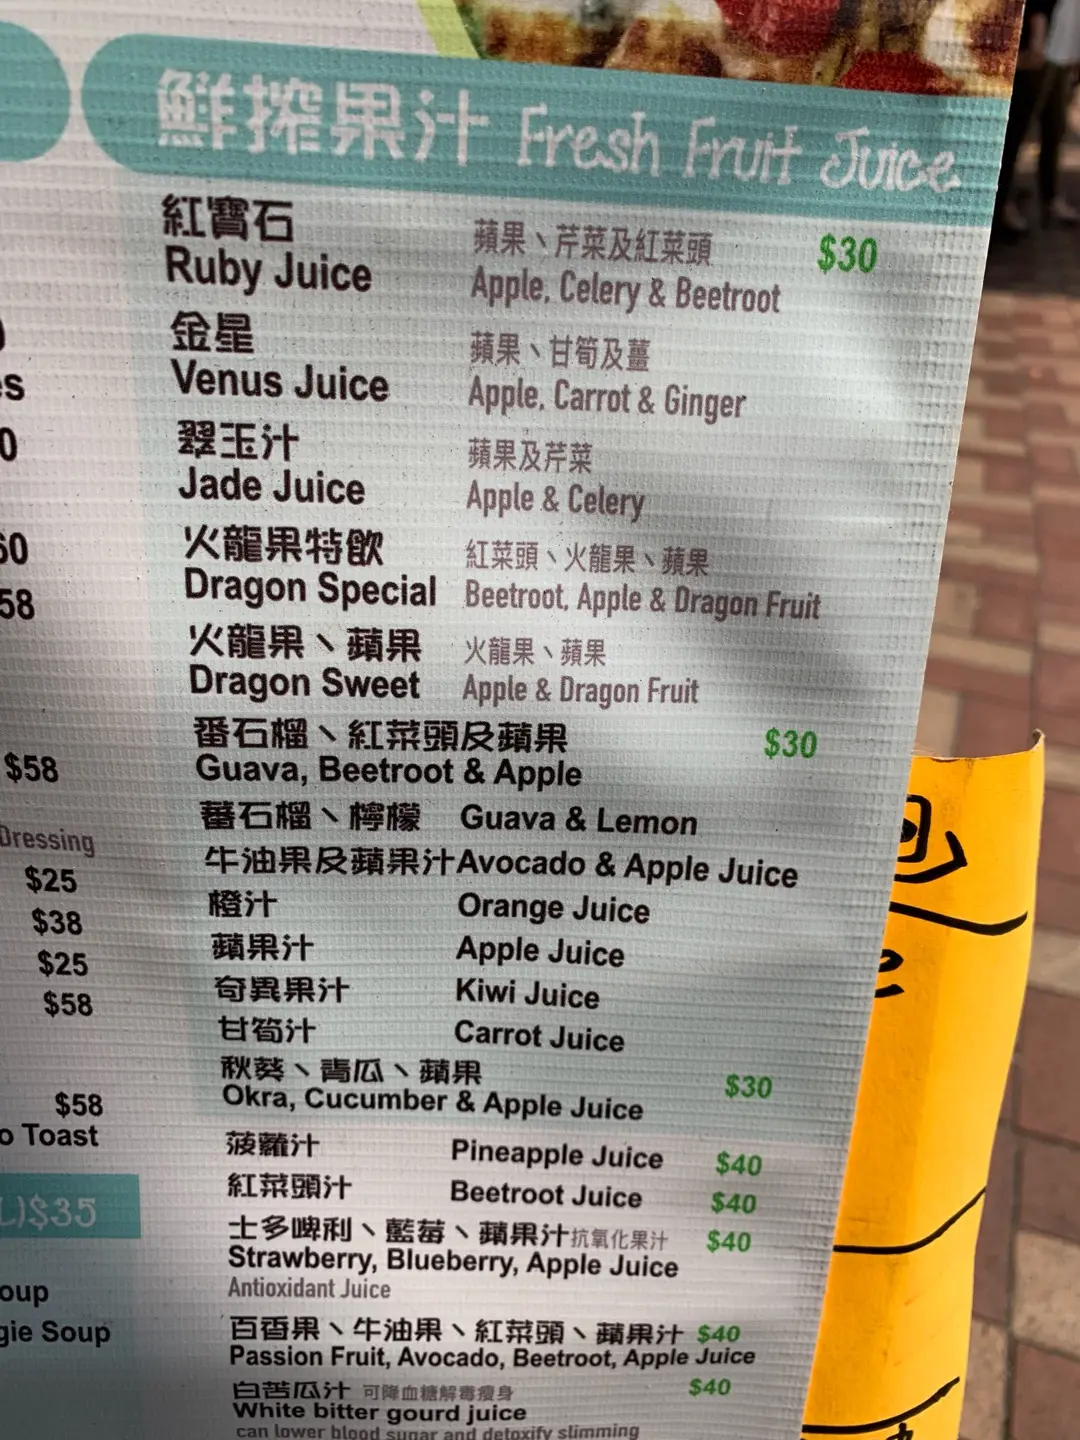 鮮搾果汁 Fresh Fruit Juice
紅寶石
Ruby Juice
蘋果、芹菜及紅菜頭 $30
Apple, Celery & Beetroot
金星
Venus Juice
蘋果、甘筍及薑
Apple, Carrot & Ginger
翠玉汁
Jade Juice
蘋果及芹菜
Apple & Celery
火龍果特飲
Dragon Special
紅菜頭、火龍果、蘋果
Beetroot, Apple & Dragon Fruit
火龍果、蘋果
Dragon Sweet
火龍果、蘋果
Apple & Dragon Fruit
番石榴、紅菜頭及蘋果 $30
Guava, Beetroot & Apple
蕃石榴、檸檬 Guava & Lemon
牛油果及蘋果汁 Avocado & Apple Juice
橙汁 Orange Juice
蘋果汁 Apple Juice
奇異果汁 Kiwi Juice
甘筍汁 Carrot Juice
秋葵、青瓜、蘋果 $30
Okra, Cucumber & Apple Juice
菠蘿汁 Pineapple Juice $40
紅菜頭汁 Beetroot Juice $40
士多啤利、藍莓、蘋果汁 抗氧化果汁 $40
Strawberry, Blueberry, Apple Juice
Antioxidant Juice
百香果、牛油果、紅菜頭、蘋果汁 $40
Passion Fruit, Avocado, Beetroot, Apple Juice
白苦瓜汁 可降血糖解毒瘦身 $40
White bitter gourd juice
can lower blood sugar and detoxify slimming
58
$58
Dressing
$25
$38
$25
$58
$58
Toast
$35
Soup